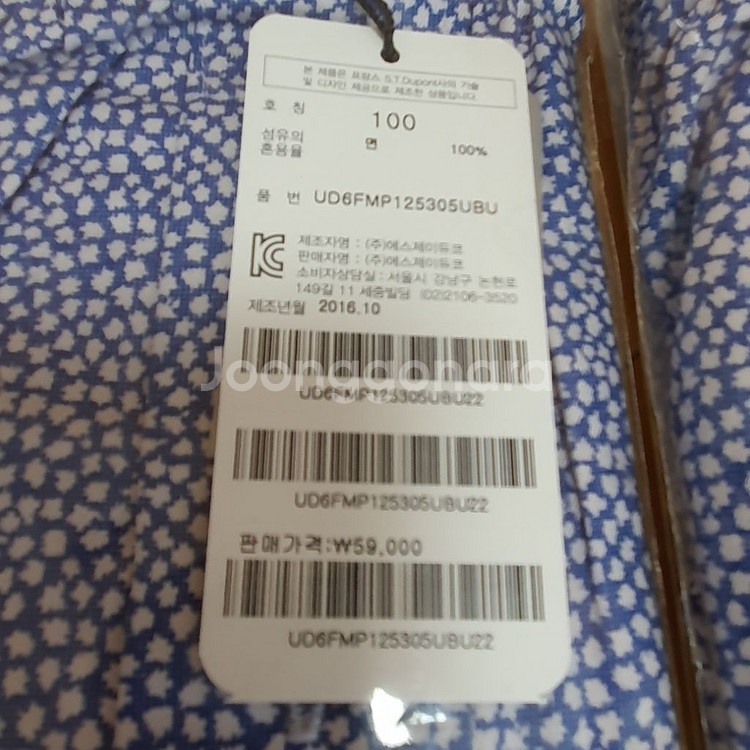 본 제품은 프랑스 S.T.Dupont사의 기술
및 디자인 제공으로 제조한 상품입니다.
호 칭 100
섬유의
혼용율 면 100%
품 번 UD6FMP125305UBU
제조자명 : (주)에스제이듀코
판매자명 : (주)에스제이듀코
소비자상담실 : 서울시 강남구 논현로
149길 11 세종빌딩 (02)2106-3520
제조년월 2016.10
Joonggonara
UD6FMP125305UBU22
UD6FMP125305UBU22
판매가격:₩59,000
UD6FMP125305UBU22